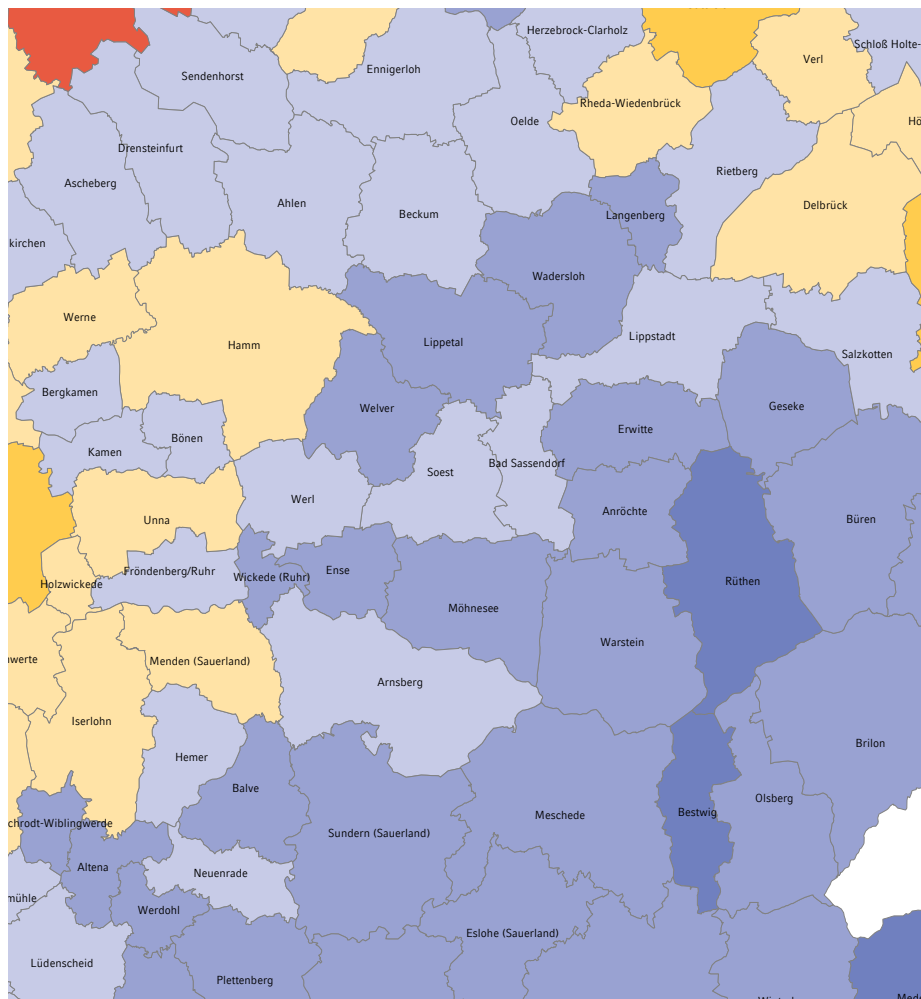 Herzebrock-Clarholz
Schloß Holte-
Verl
Ennigerloh
Sendenhorst
Rheda-Wiedenbrück
Oelde
Hö
Drensteinfurt
Rietberg
Ascheberg
Ahlen
Delbrück
Beckum
Langenberg
kirchen
Wadersloh
Werne
Lippstadt
Hamm
Lippetal
Salzkotten
Bergkamen
Geseke
Welver
Erwitte
Bönen
Kamen
Bad Sassendorf
Soest
Werl
Anröchte
Unna
Büren
Fröndenberg/Ruhr
Ense
Wickede (Ruhr)
Rüthen
Holzwickede
Möhnesee
Warstein
werte
Menden (Sauerland)
Arnsberg
Iserlohn
Brilon
Hemer
Balve
Olsberg
Bestwig
Meschede
chrodt-Wiblingwerde
Sundern (Sauerland)
Altena
Neuenrade
mühle
Werdohl
Eslohe (Sauerland)
Lüdenscheid
Plettenberg